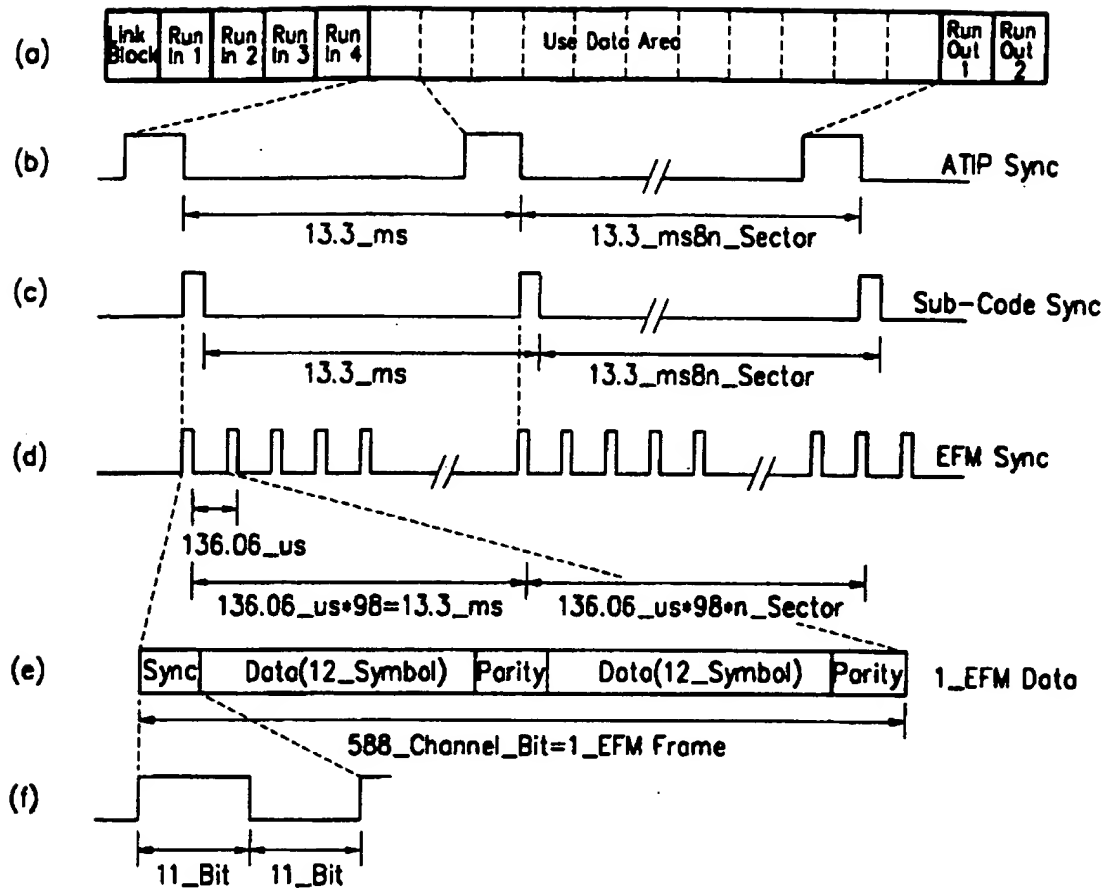 (a)
Link Block
Run In 1
Run In 2
Run In 3
Run In 4
Use Data Area
Run Out 1
Run Out 2
(b)
ATIP Sync
13.3_ms
13.3_ms8n_Sector
(c)
Sub-Code Sync
13.3_ms
13.3_ms8n_Sector
(d)
EFM Sync
136.06_us
136.06_us*98=13.3_ms
136.06_us*98*n_Sector
(e)
Sync
Data(12_Symbol)
Parity
Data(12_Symbol)
Parity
1_EFM Data
588_Channel_Bit=1_EFM Frame
(f)
11_Bit
11_Bit